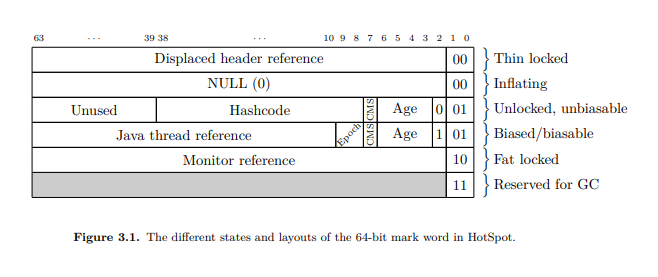 63 ... 39 38 ... 10 9 8 7 6 5 4 3 2 1 0
Displaced header reference 00 } Thin locked
NULL (0) 00 } Inflating
Unused Hashcode CMS Age 0 01 } Unlocked, unbiasable
Java thread reference Epoch CMS Age 1 01 } Biased/biasable
Monitor reference 10 } Fat locked
11 } Reserved for GC
Figure 3.1. The different states and layouts of the 64-bit mark word in HotSpot.